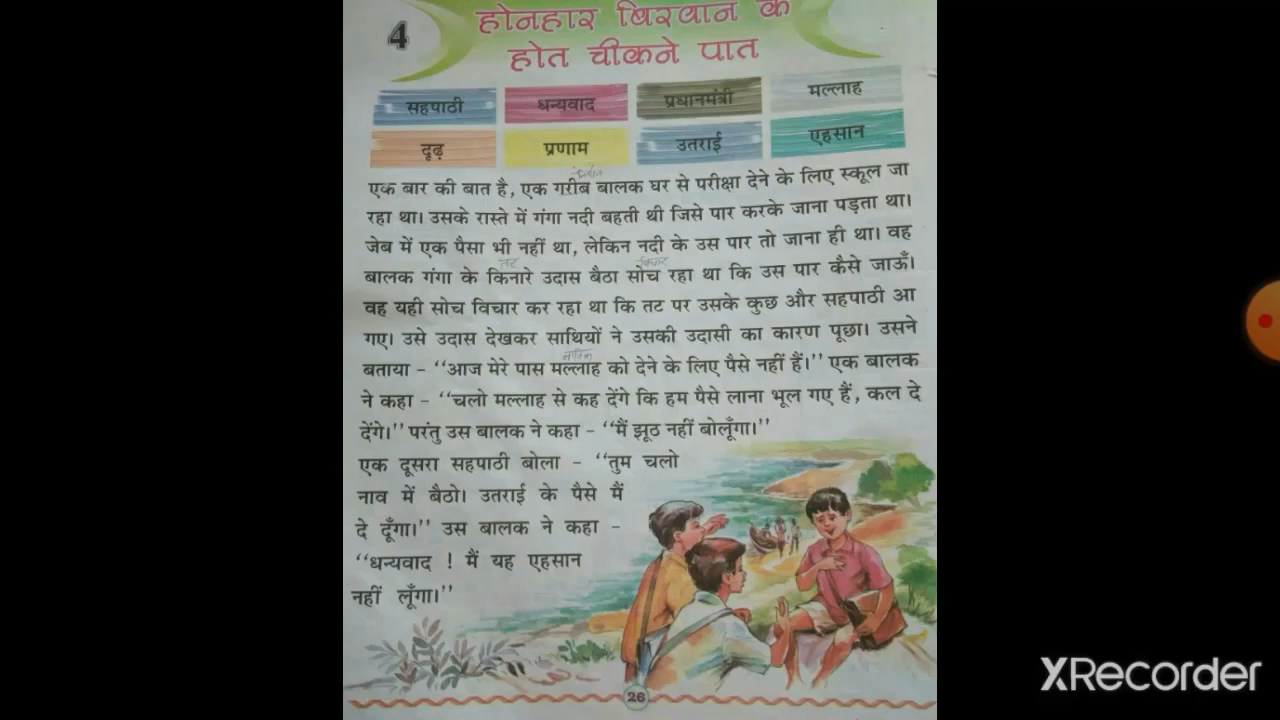 4
होनहार बिरवान के
होत चीकने पात
सहपाठी धन्यवाद प्रधानमंत्री मल्लाह
दृढ़ प्रणाम उतराई एहसान
एक बार की बात है, एक गरीब बालक घर से परीक्षा देने के लिए स्कूल जा
रहा था। उसके रास्ते में गंगा नदी बहती थी जिसे पार करके जाना पड़ता था।
जेब में एक पैसा भी नहीं था, लेकिन नदी के उस पार तो जाना ही था। वह
तट विचार
बालक गंगा के किनारे उदास बैठा सोच रहा था कि उस पार कैसे जाऊँ।
वह यही सोच विचार कर रहा था कि तट पर उसके कुछ और सहपाठी आ
गए। उसे उदास देखकर साथियों ने उसकी उदासी का कारण पूछा। उसने
नाविक
बताया - “आज मेरे पास मल्लाह को देने के लिए पैसे नहीं हैं।” एक बालक
ने कहा - “चलो मल्लाह से कह देंगे कि हम पैसे लाना भूल गए हैं, कल दे
देंगे।” परंतु उस बालक ने कहा - “मैं झूठ नहीं बोलूँगा।”
एक दूसरा सहपाठी बोला - “तुम चलो
नाव में बैठो। उतराई के पैसे मैं
दे दूँगा।” उस बालक ने कहा -
“धन्यवाद ! मैं यह एहसान
नहीं लूँगा।”
26
XRecorder